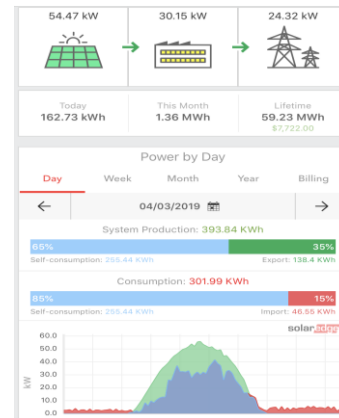 54.47 kW 30.15 kW 24.32 kW
Today This Month Lifetime
162.73 kWh 1.36 MWh 59.23 MWh
$7,722.00
Power by Day
Day Week Month Year Billing
04/03/2019
System Production: 393.84 KWh
65% 35%
Self-consumption: 255.44 KWh Export: 138.4 KWh
Consumption: 301.99 KWh
85% 15%
Self-consumption: 255.44 KWh Import: 46.55 KWh
solaredge
60.0
50.0
40.0
kW
30.0
20.0
10.0
0.0